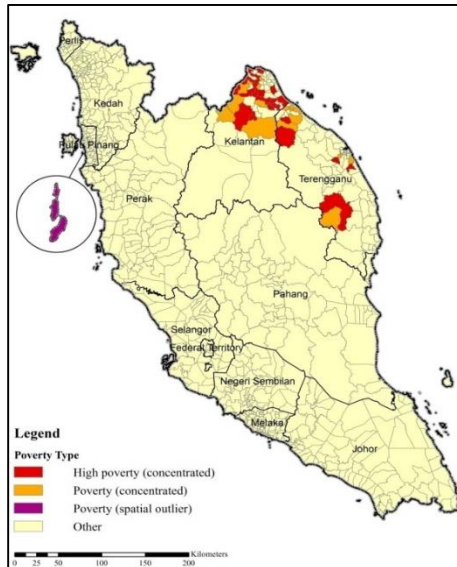 Perlis
Kedah
Pulau Pinang
Kelantan
Perak
Terengganu
Pahang
Selangor
Federal Territory
Negeri Sembilan
Melaka
Johor
Legend
Poverty Type
High poverty (concentrated)
Poverty (concentrated)
Poverty (spatial outlier)
Other
Kilometers
0 25 50 100 150 200